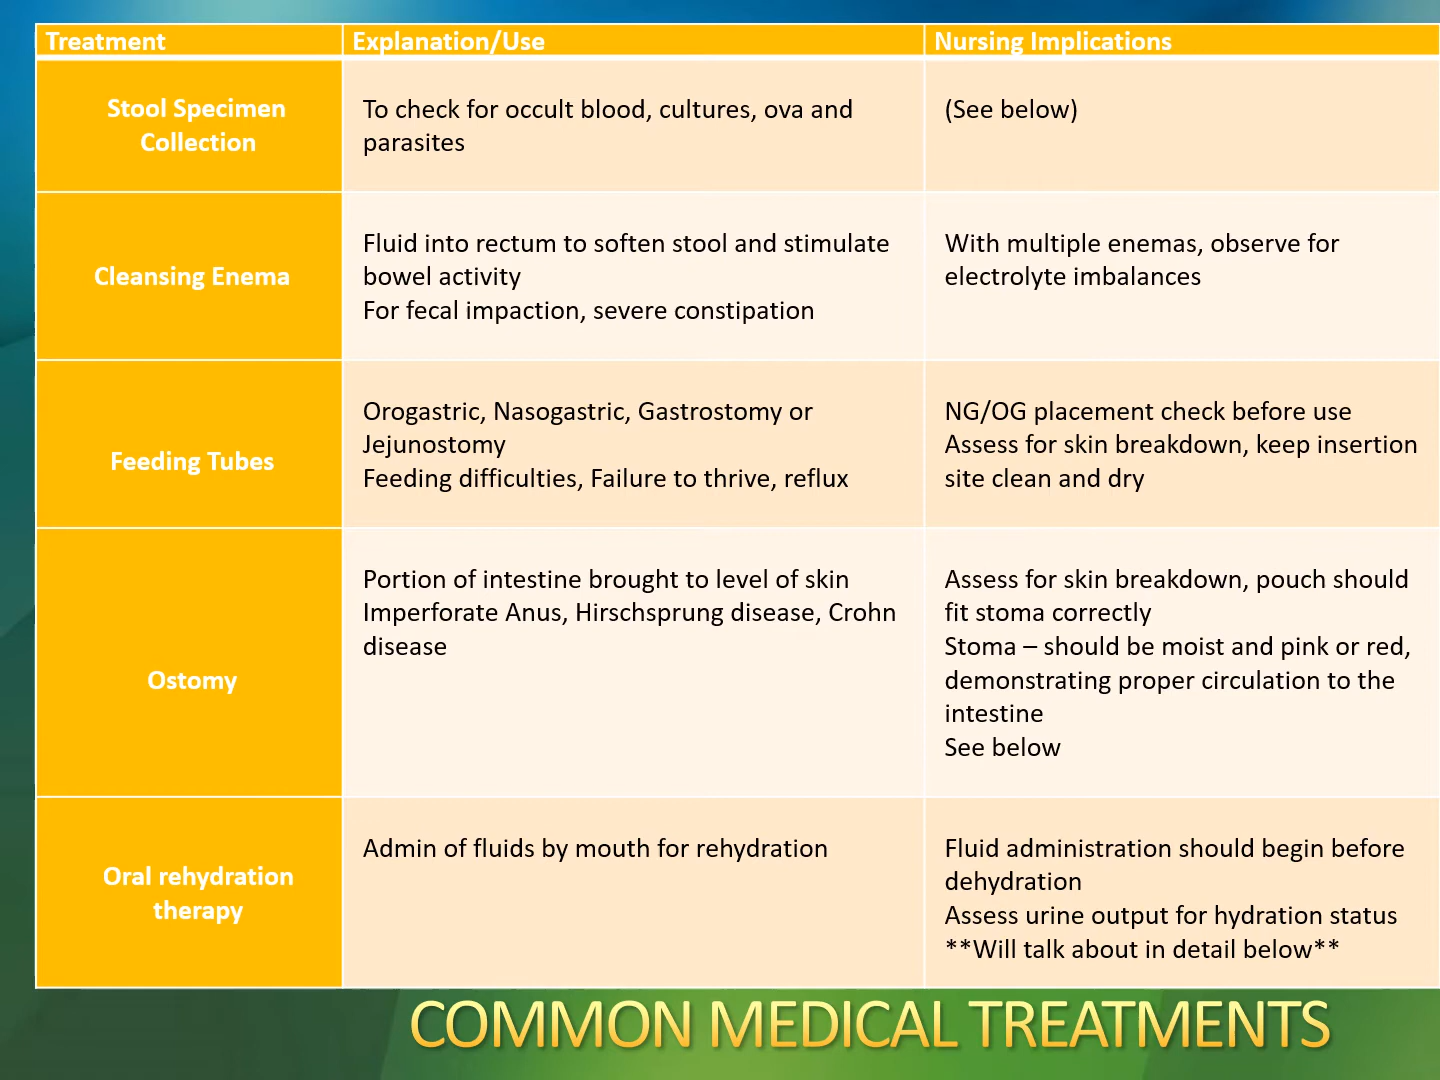 Treatment
Explanation/Use
Nursing Implications
Stool Specimen
Collection
To check for occult blood, cultures, ova and
parasites
(See below)
Cleansing Enema
Fluid into rectum to soften stool and stimulate
bowel activity
For fecal impaction, severe constipation
With multiple enemas, observe for
electrolyte imbalances
Feeding Tubes
Orogastric, Nasogastric, Gastrostomy or
Jejunostomy
Feeding difficulties, Failure to thrive, reflux
NG/OG placement check before use
Assess for skin breakdown, keep insertion
site clean and dry
Ostomy
Portion of intestine brought to level of skin
Imperforate Anus, Hirschsprung disease, Crohn
disease
Assess for skin breakdown, pouch should
fit stoma correctly
Stoma – should be moist and pink or red,
demonstrating proper circulation to the
intestine
See below
Oral rehydration
therapy
Admin of fluids by mouth for rehydration
Fluid administration should begin before
dehydration
Assess urine output for hydration status
**Will talk about in detail below**
COMMON MEDICAL TREATMENTS